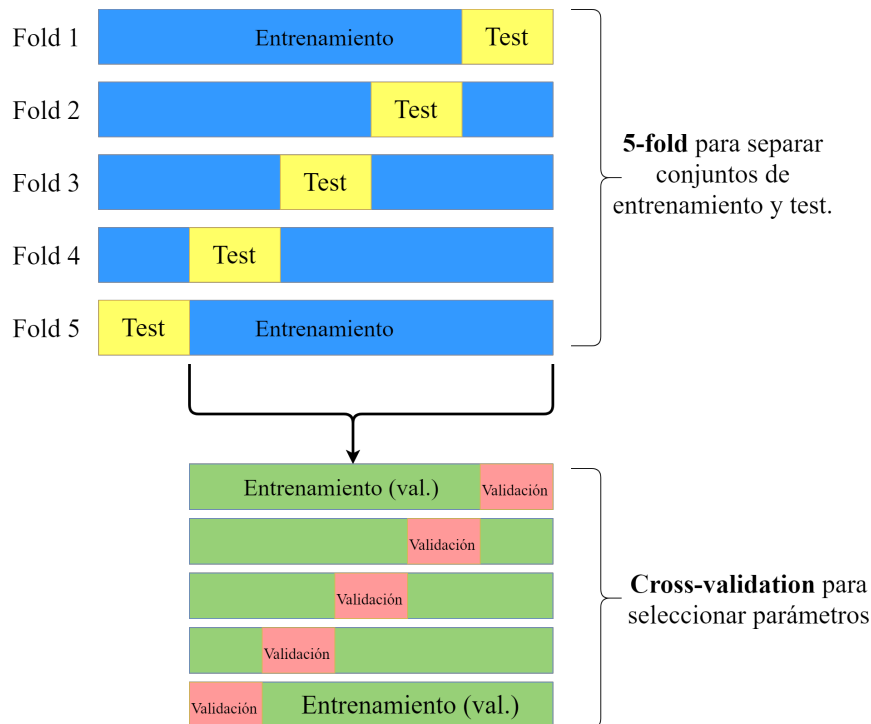 Fold 1
Entrenamiento
Test
Fold 2
Test
Fold 3
Test
Fold 4
Test
Fold 5
Test
Entrenamiento
5-fold para separar
conjuntos de
entrenamiento y test.
Entrenamiento (val.)
Validación
Validación
Validación
Validación
Validación
Entrenamiento (val.)
Cross-validation para
seleccionar parámetros